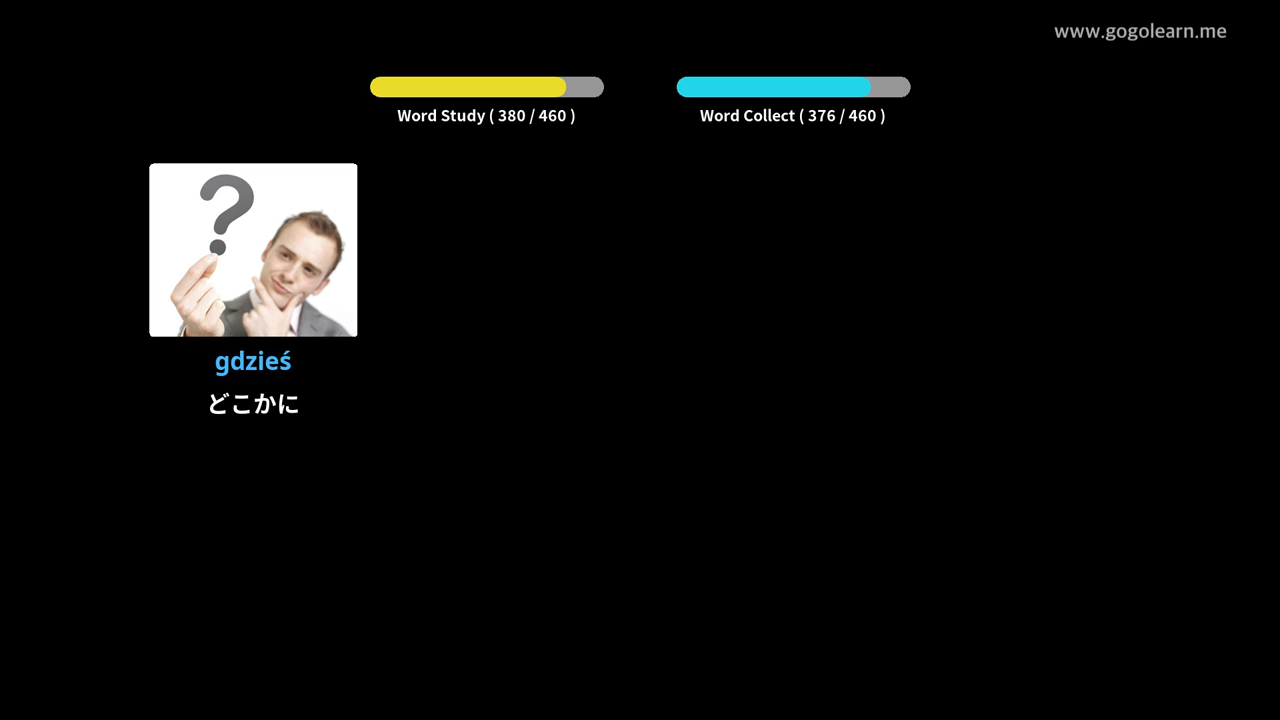 www.gogolearn.me
Word Study ( 380 / 460 )
Word Collect ( 376 / 460 )
?
gdzieś
どこかに